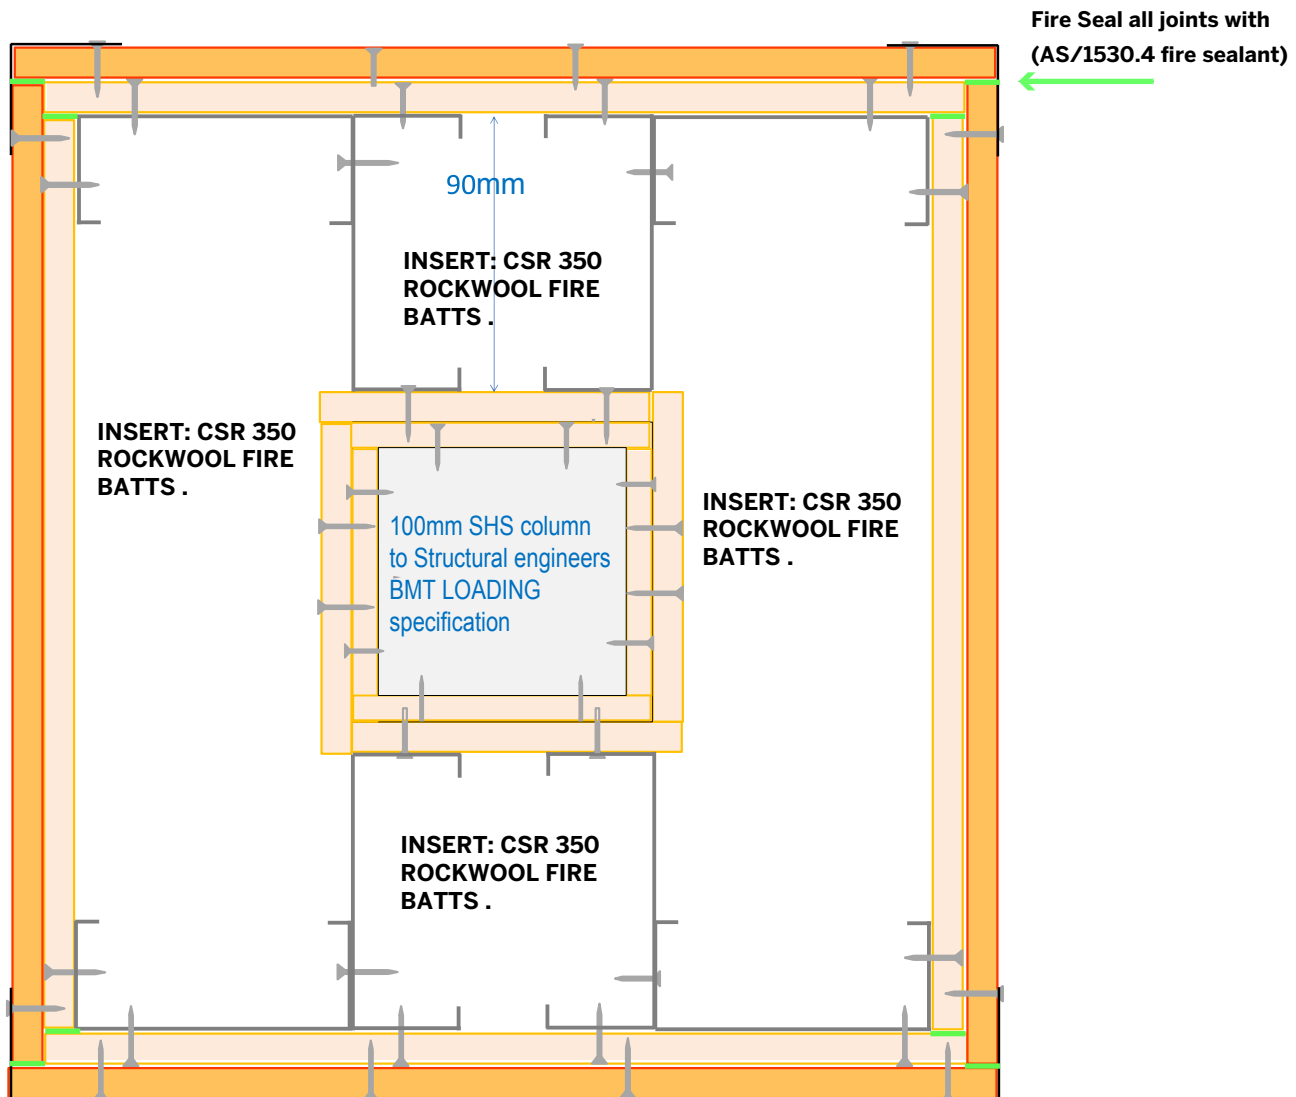 Fire Seal all joints with
(AS/1530.4 fire sealant)
90mm
INSERT: CSR 350
ROCKWOOL FIRE
BATTS .
INSERT: CSR 350
ROCKWOOL FIRE
BATTS .
INSERT: CSR 350
ROCKWOOL FIRE
BATTS .
100mm SHS column
to Structural engineers
BMT LOADING
specification
INSERT: CSR 350
ROCKWOOL FIRE
BATTS .